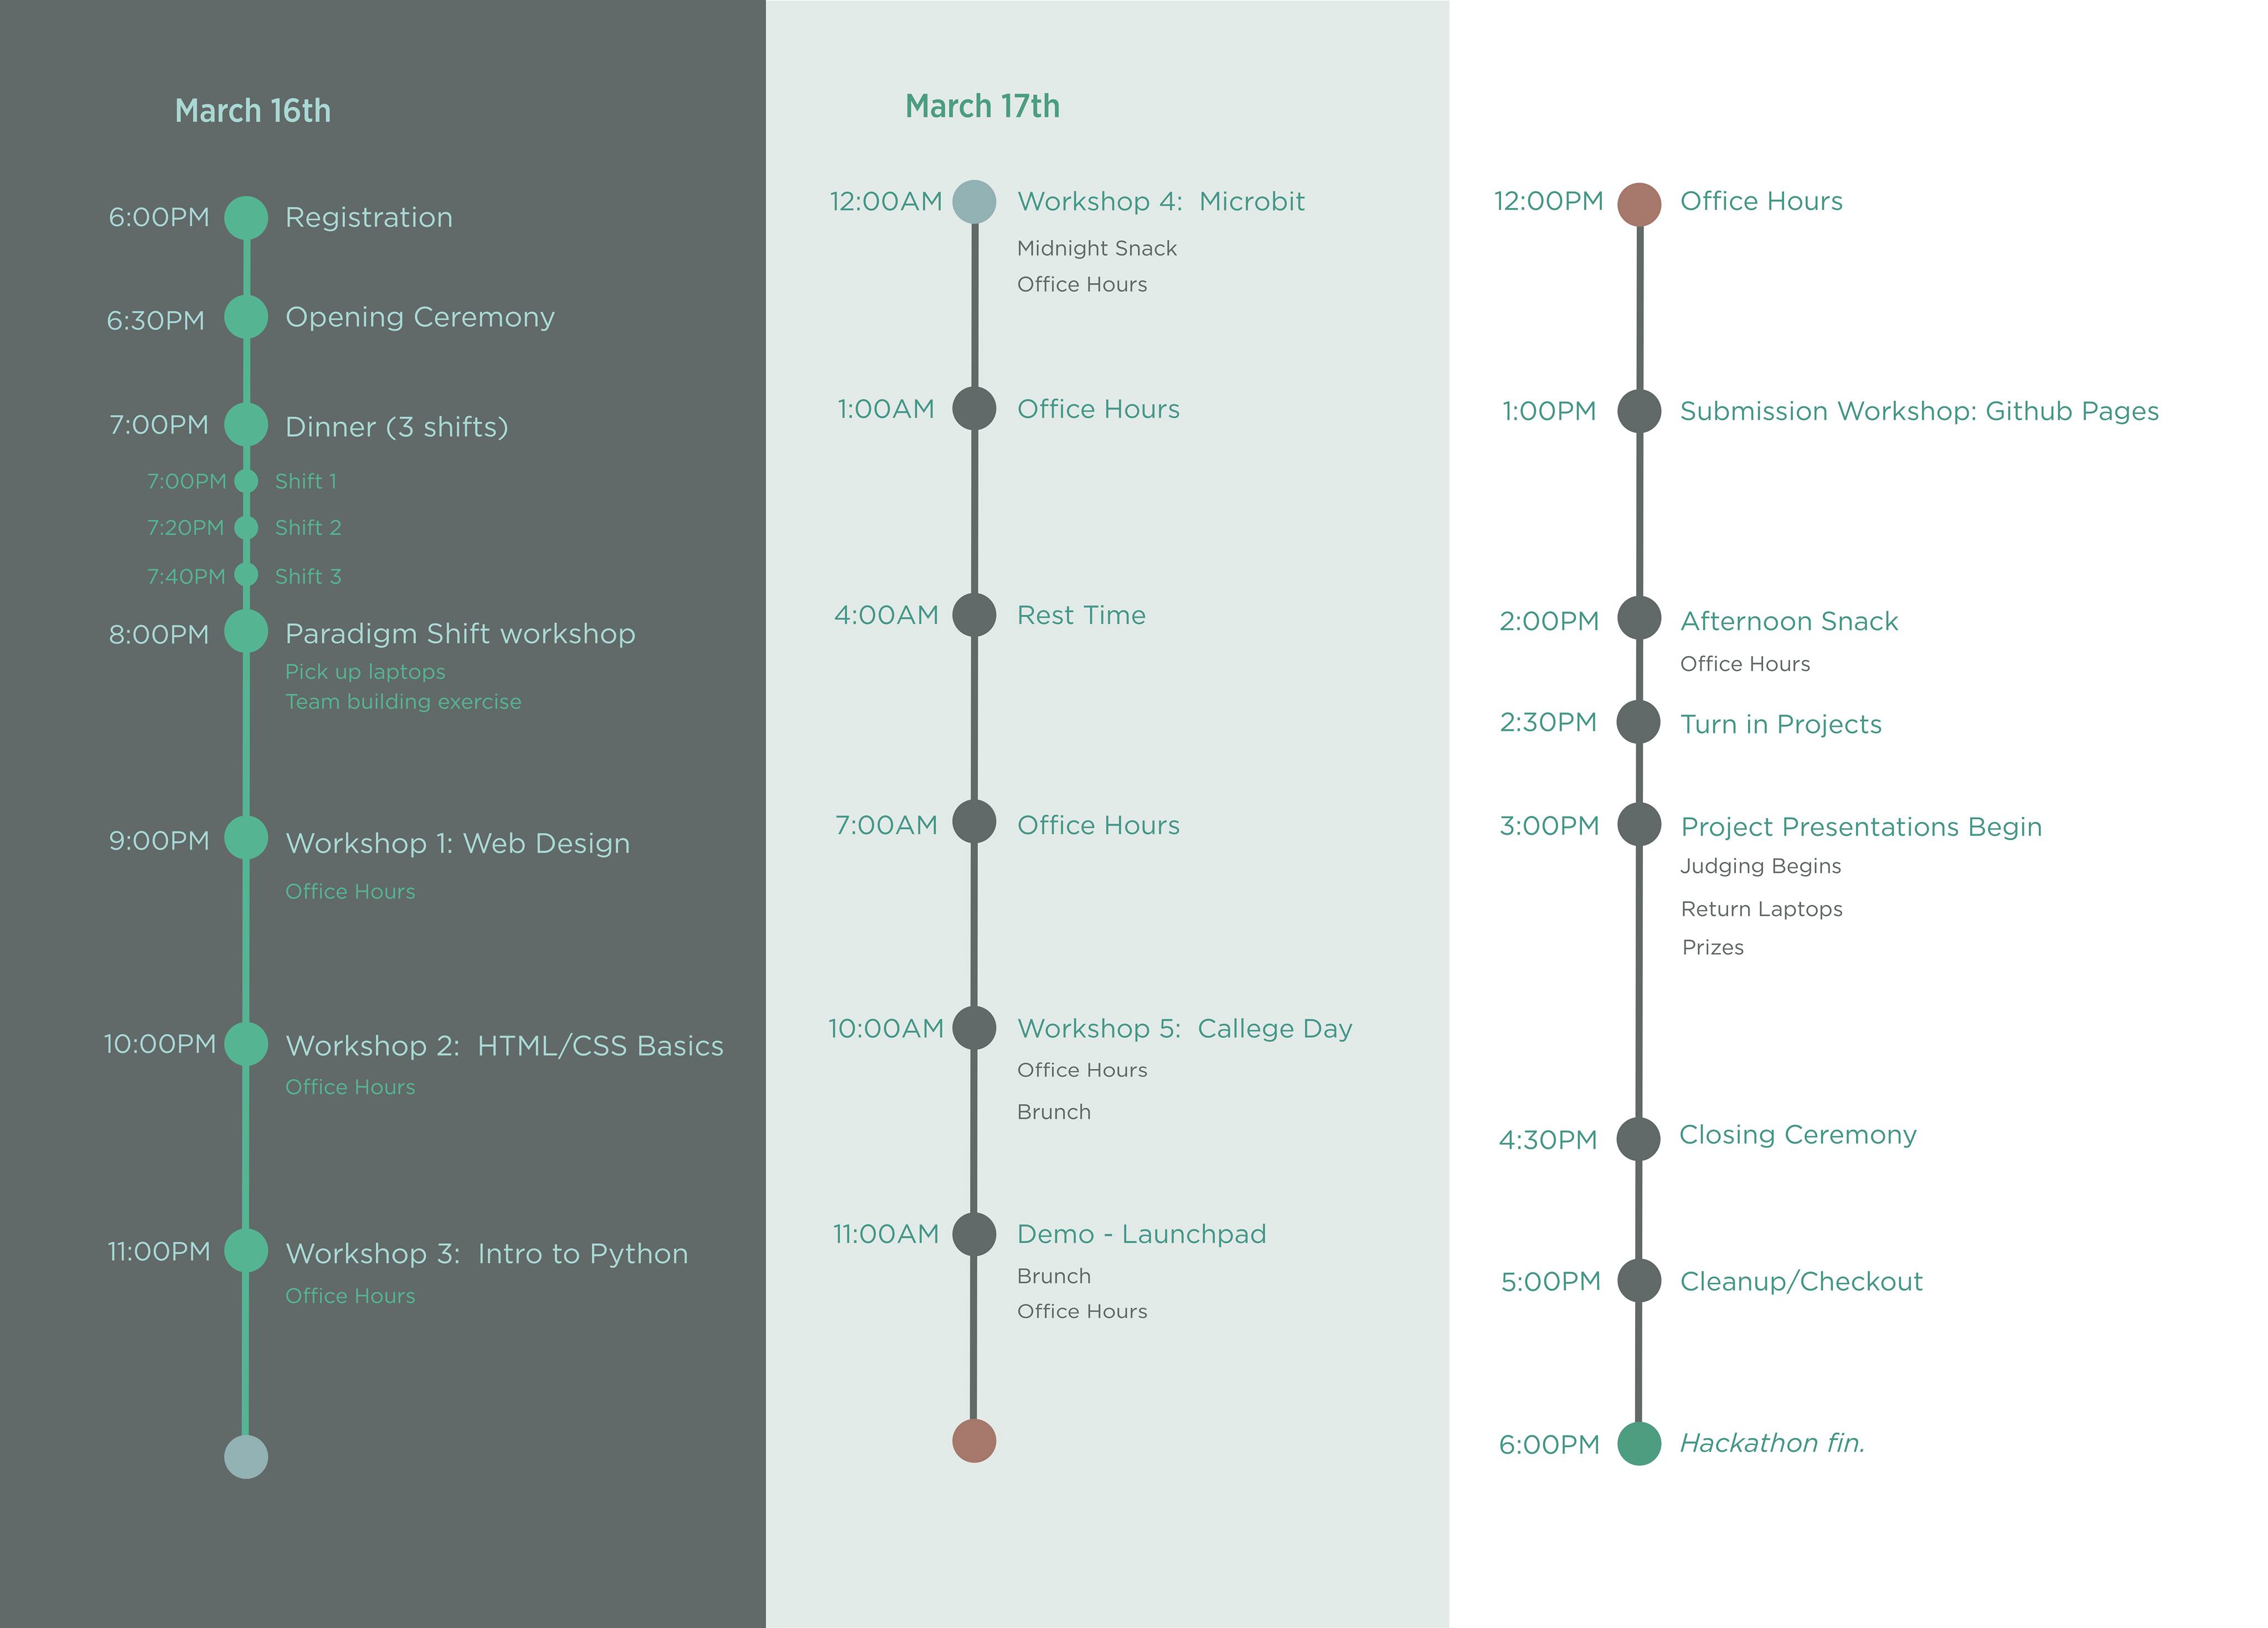 March 16th
6:00PM Registration
6:30PM Opening Ceremony
7:00PM Dinner (3 shifts)
7:00PM Shift 1
7:20PM Shift 2
7:40PM Shift 3
8:00PM Paradigm Shift workshop
Pick up laptops
Team building exercise
9:00PM Workshop 1: Web Design
Office Hours
10:00PM Workshop 2: HTML/CSS Basics
Office Hours
11:00PM Workshop 3: Intro to Python
Office Hours
March 17th
12:00AM Workshop 4: Microbit
Midnight Snack
Office Hours
1:00AM Office Hours
4:00AM Rest Time
7:00AM Office Hours
10:00AM Workshop 5: Callege Day
Office Hours
Brunch
11:00AM Demo - Launchpad
Brunch
Office Hours
12:00PM Office Hours
1:00PM Submission Workshop: Github Pages
2:00PM Afternoon Snack
Office Hours
2:30PM Turn in Projects
3:00PM Project Presentations Begin
Judging Begins
Return Laptops
Prizes
4:30PM Closing Ceremony
5:00PM Cleanup/Checkout
6:00PM Hackathon fin.